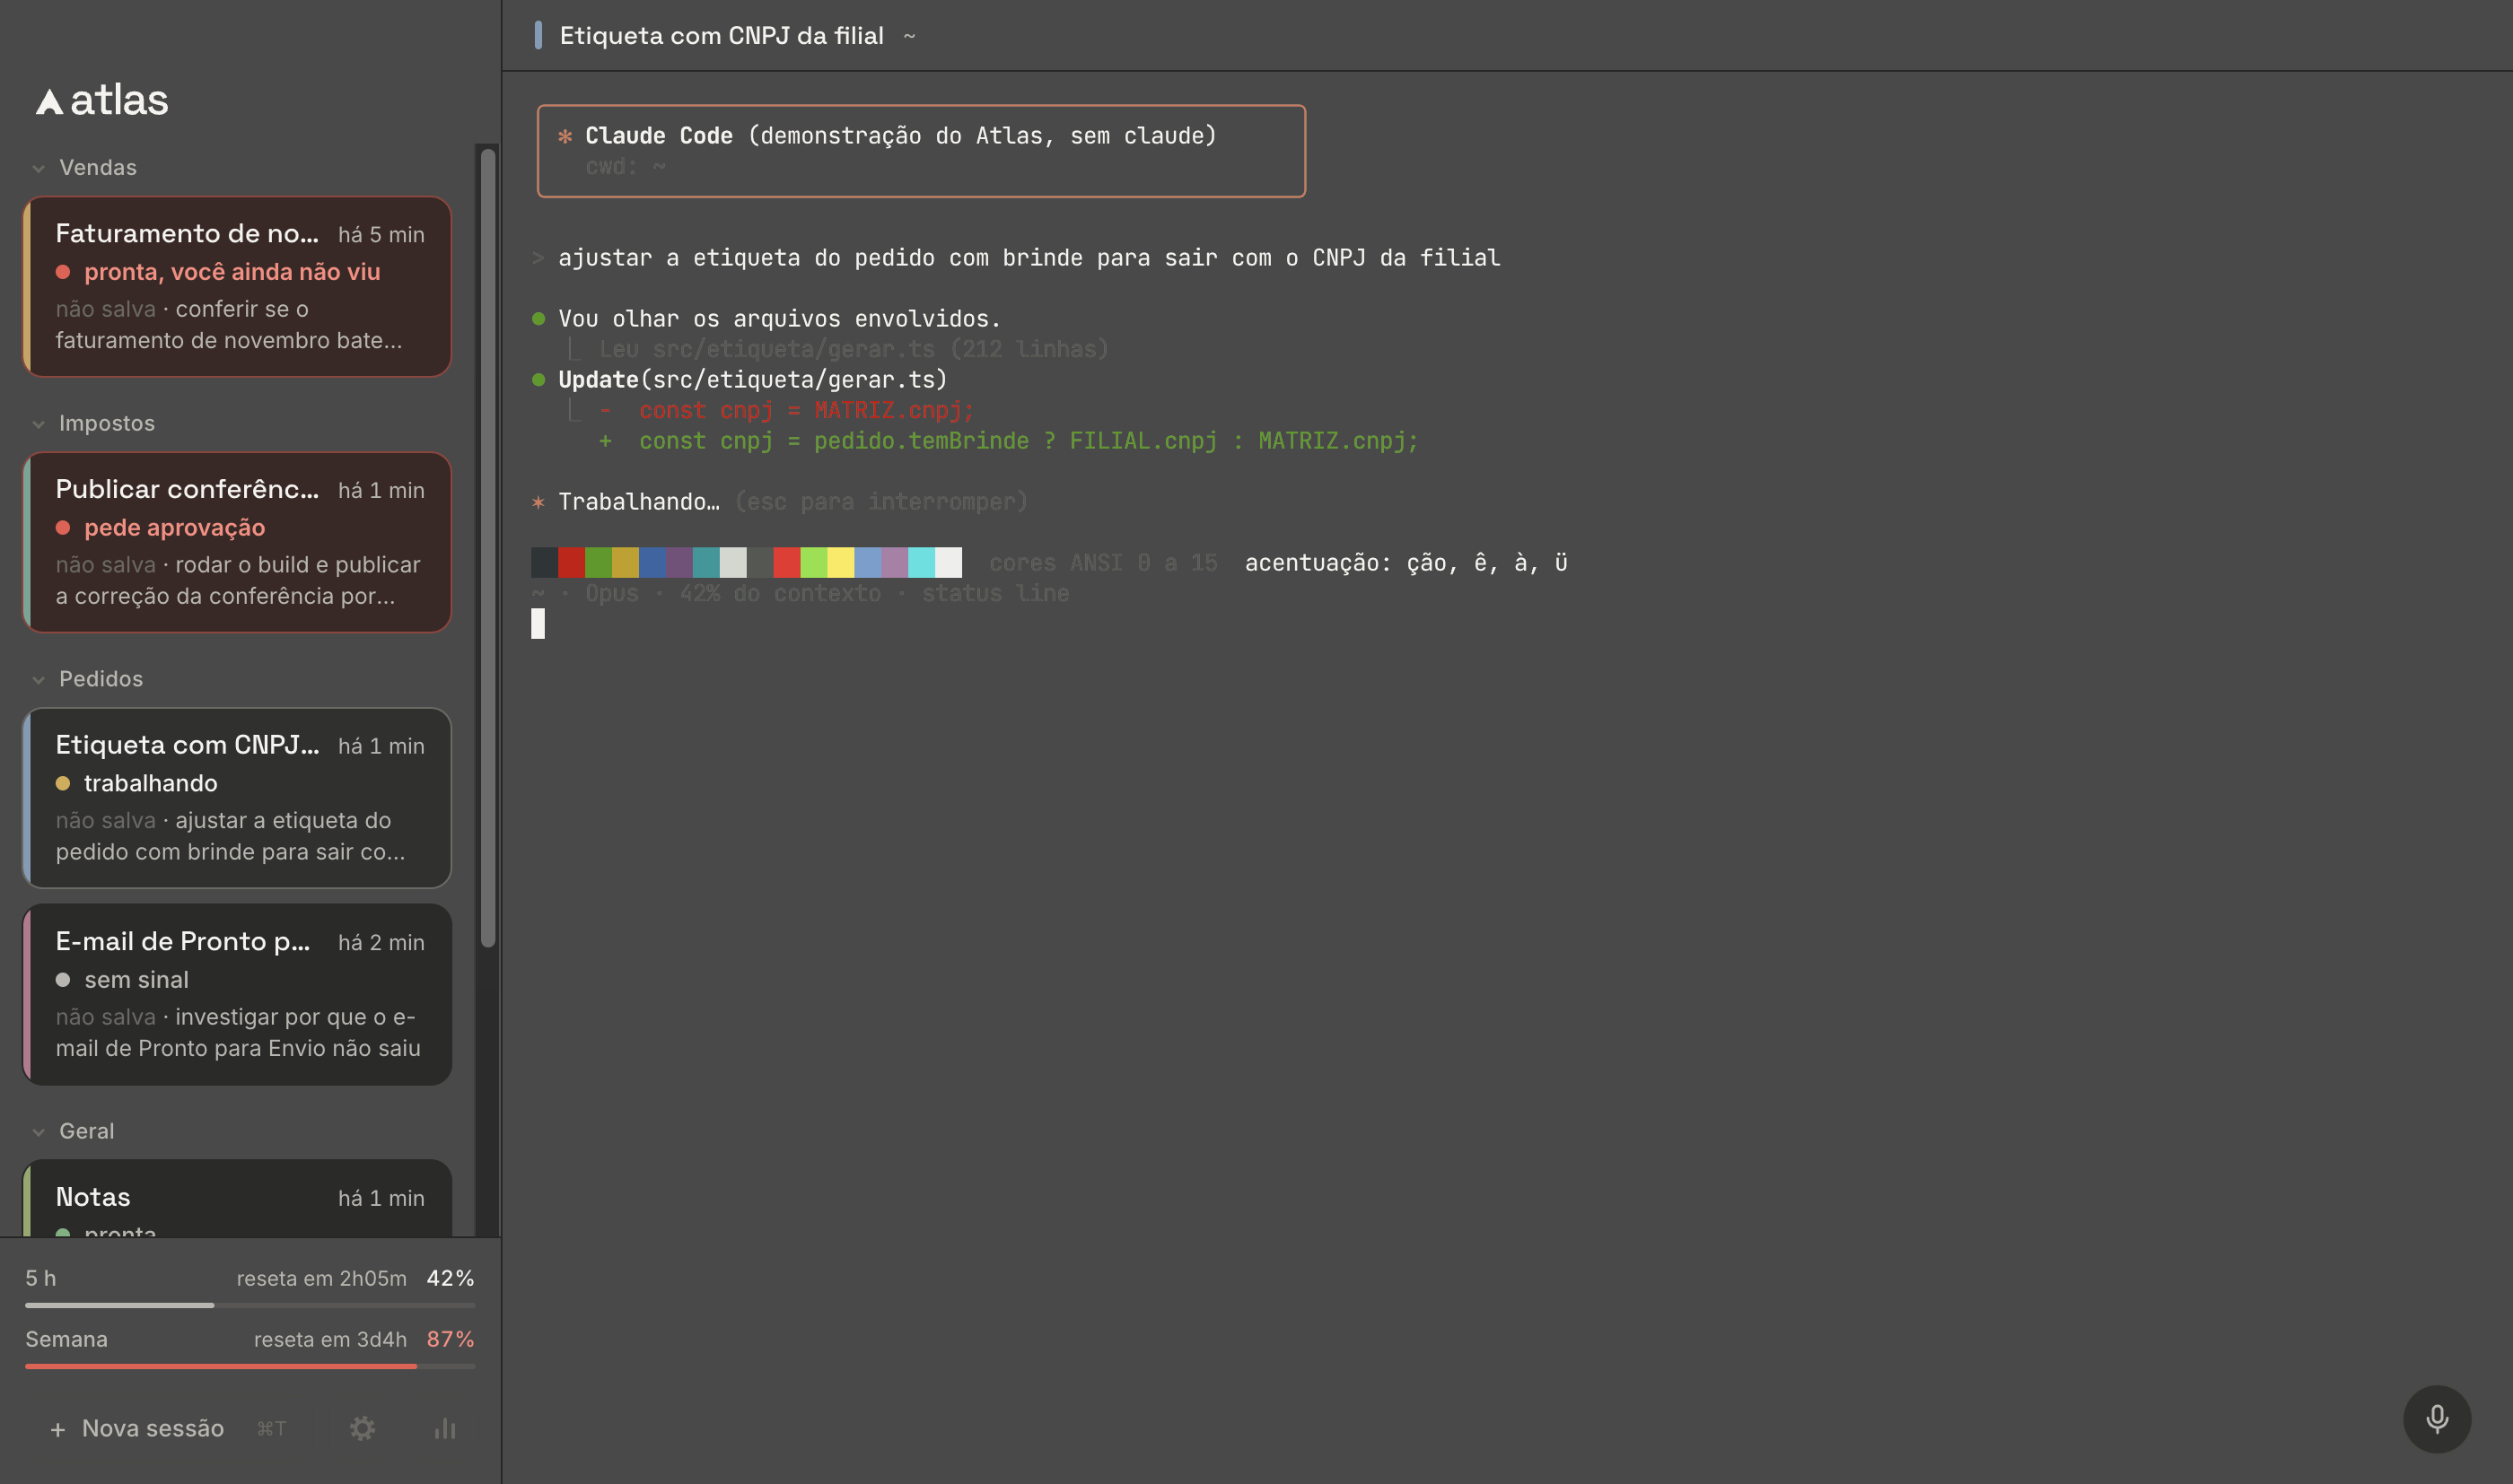 atlas
Vendas
Faturamento de no... há 5 min
pronta, você ainda não viu
não salva · conferir se o
faturamento de novembro bate...
Impostos
Publicar conferênc... há 1 min
pede aprovação
não salva · rodar o build e publicar
a correção da conferência por...
Pedidos
Etiqueta com CNPJ... há 1 min
trabalhando
não salva · ajustar a etiqueta do
pedido com brinde para sair co...
E-mail de Pronto p... há 2 min
sem sinal
não salva · investigar por que o e-
mail de Pronto para Envio não saiu
Geral
Notas há 1 min
pronta
5 h reseta em 2h05m 42%
Semana reseta em 3d4h 87%
+ Nova sessão ⌘T
Etiqueta com CNPJ da filial ~
✻ Claude Code (demonstração do Atlas, sem claude)
cwd: ~
> ajustar a etiqueta do pedido com brinde para sair com o CNPJ da filial
● Vou olhar os arquivos envolvidos.
⎿ Leu src/etiqueta/gerar.ts (212 linhas)
● Update(src/etiqueta/gerar.ts)
⎿ - const cnpj = MATRIZ.cnpj;
+ const cnpj = pedido.temBrinde ? FILIAL.cnpj : MATRIZ.cnpj;
✶ Trabalhando… (esc para interromper)
cores ANSI 0 a 15 acentuação: ção, ê, à, ü
~ · Opus · 42% do contexto · status line